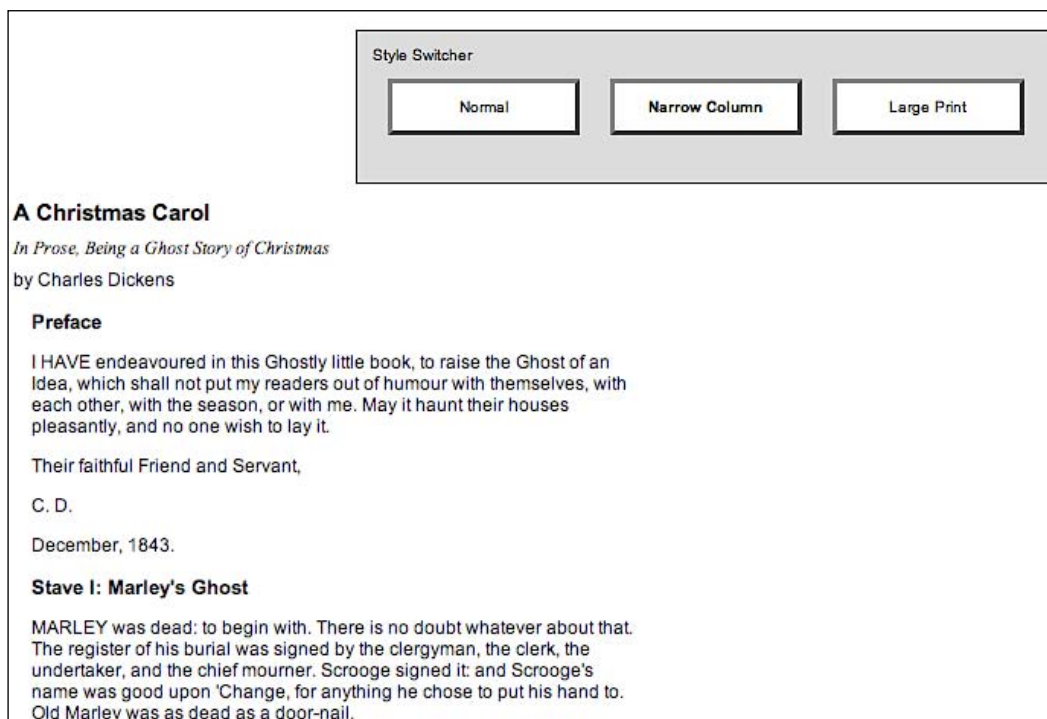 Style Switcher
Normal
Narrow Column
Large Print
A Christmas Carol
In Prose, Being a Ghost Story of Christmas
by Charles Dickens
Preface
I HAVE endeavoured in this Ghostly little book, to raise the Ghost of an
Idea, which shall not put my readers out of humour with themselves, with
each other, with the season, or with me. May it haunt their houses
pleasantly, and no one wish to lay it.
Their faithful Friend and Servant,
C. D.
December, 1843.
Stave I: Marley's Ghost
MARLEY was dead: to begin with. There is no doubt whatever about that.
The register of his burial was signed by the clergyman, the clerk, the
undertaker, and the chief mourner. Scrooge signed it: and Scrooge's
name was good upon 'Change, for anything he chose to put his hand to.
Old Marley was as dead as a door-nail.